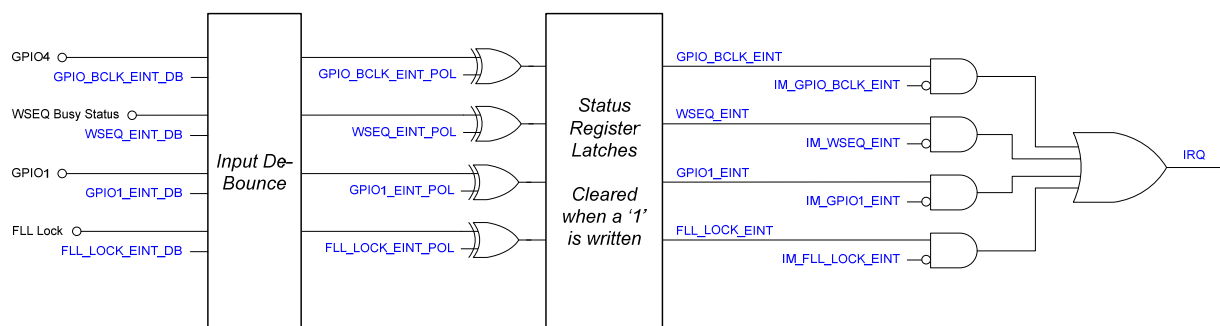 GPIO4
GPIO_BCLK_EINT_DB
WSEQ Busy Status
WSEQ_EINT_DB
GPIO1
GPIO1_EINT_DB
FLL Lock
FLL_LOCK_EINT_DB
Input De-
Bounce
GPIO_BCLK_EINT_POL
WSEQ_EINT_POL
GPIO1_EINT_POL
FLL_LOCK_EINT_POL
Status
Register
Latches
Cleared
when a ‘1’
is written
GPIO_BCLK_EINT
IM_GPIO_BCLK_EINT
WSEQ_EINT
IM_WSEQ_EINT
GPIO1_EINT
IM_GPIO1_EINT
FLL_LOCK_EINT
IM_FLL_LOCK_EINT
IRQ